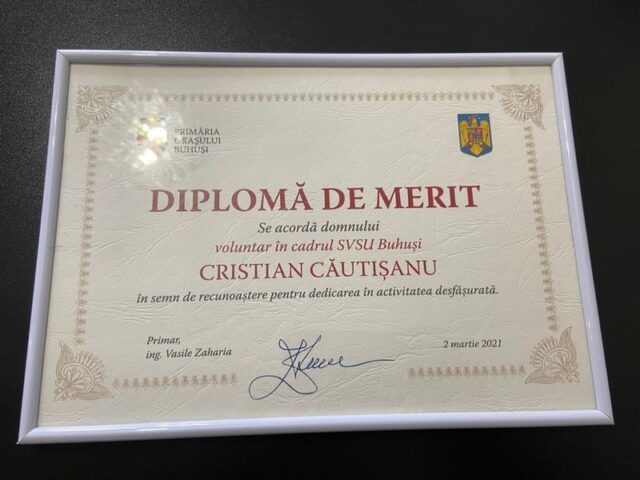 PRIMĂRIA
ORAȘULUI
BUHUȘI
DIPLOMĂ DE MERIT
Se acordă domnului
voluntar în cadrul SVSU Buhuși
CRISTIAN CĂUTIȘANU
în semn de recunoaștere pentru dedicarea în activitatea desfășurată.
Primar,
ing. Vasile Zaharia
2 martie 2021